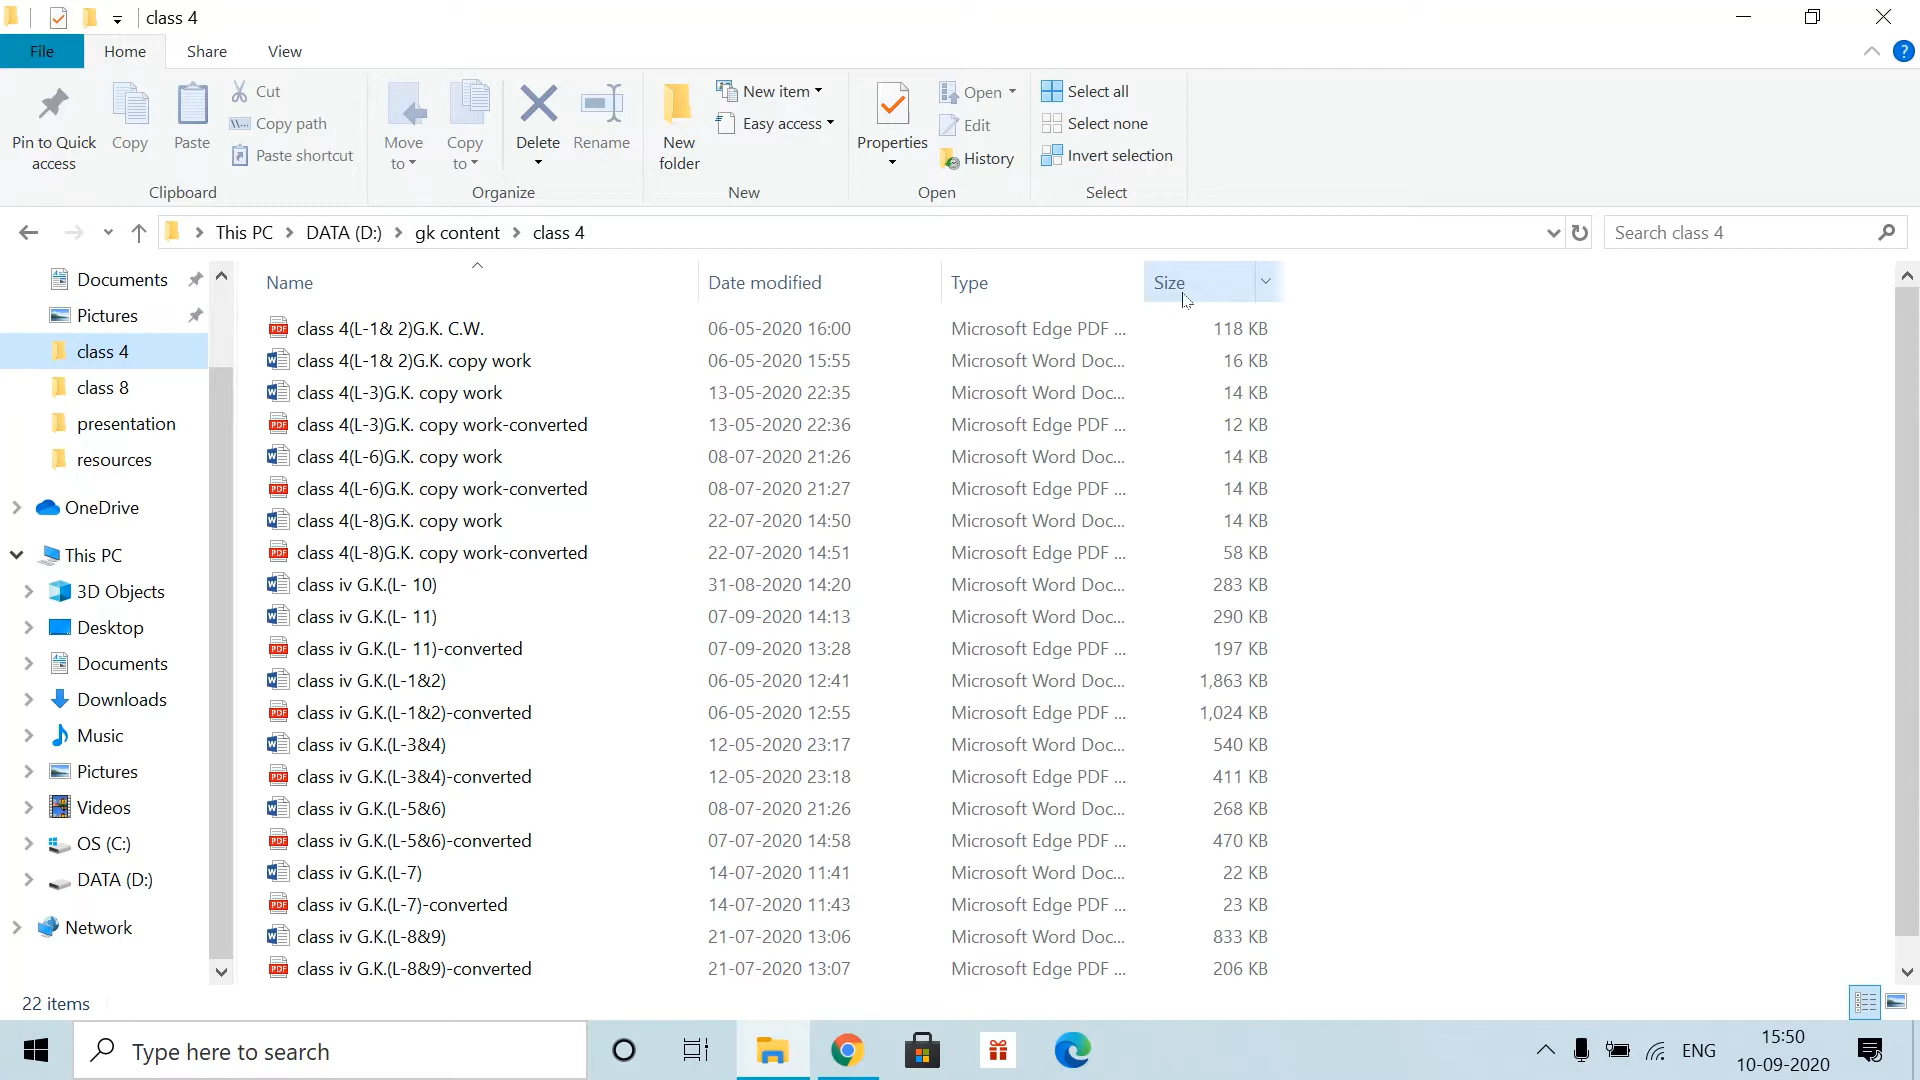 class 4
File Home Share View
Pin to Quick access
Copy
Paste
Cut
Copy path
Paste shortcut
Clipboard
Move to
Copy to
Delete
Rename
Organize
New folder
New item
Easy access
New
Properties
Open
Edit
History
Open
Select all
Select none
Invert selection
Select
This PC > DATA (D:) > gk content > class 4
Search class 4
Documents
Pictures
class 4
class 8
presentation
resources
OneDrive
This PC
3D Objects
Desktop
Documents
Downloads
Music
Pictures
Videos
OS (C:)
DATA (D:)
Network
Name Date modified Type Size
class 4(L-1& 2)G.K. C.W. 06-05-2020 16:00 Microsoft Edge PDF ... 118 KB
class 4(L-1& 2)G.K. copy work 06-05-2020 15:55 Microsoft Word Doc... 16 KB
class 4(L-3)G.K. copy work 13-05-2020 22:35 Microsoft Word Doc... 14 KB
class 4(L-3)G.K. copy work-converted 13-05-2020 22:36 Microsoft Edge PDF ... 12 KB
class 4(L-6)G.K. copy work 08-07-2020 21:26 Microsoft Word Doc... 14 KB
class 4(L-6)G.K. copy work-converted 08-07-2020 21:27 Microsoft Edge PDF ... 14 KB
class 4(L-8)G.K. copy work 22-07-2020 14:50 Microsoft Word Doc... 14 KB
class 4(L-8)G.K. copy work-converted 22-07-2020 14:51 Microsoft Edge PDF ... 58 KB
class iv G.K.(L- 10) 31-08-2020 14:20 Microsoft Word Doc... 283 KB
class iv G.K.(L- 11) 07-09-2020 14:13 Microsoft Word Doc... 290 KB
class iv G.K.(L- 11)-converted 07-09-2020 13:28 Microsoft Edge PDF ... 197 KB
class iv G.K.(L-1&2) 06-05-2020 12:41 Microsoft Word Doc... 1,863 KB
class iv G.K.(L-1&2)-converted 06-05-2020 12:55 Microsoft Edge PDF ... 1,024 KB
class iv G.K.(L-3&4) 12-05-2020 23:17 Microsoft Word Doc... 540 KB
class iv G.K.(L-3&4)-converted 12-05-2020 23:18 Microsoft Edge PDF ... 411 KB
class iv G.K.(L-5&6) 08-07-2020 21:26 Microsoft Word Doc... 268 KB
class iv G.K.(L-5&6)-converted 07-07-2020 14:58 Microsoft Edge PDF ... 470 KB
class iv G.K.(L-7) 14-07-2020 11:41 Microsoft Word Doc... 22 KB
class iv G.K.(L-7)-converted 14-07-2020 11:43 Microsoft Edge PDF ... 23 KB
class iv G.K.(L-8&9) 21-07-2020 13:06 Microsoft Word Doc... 833 KB
class iv G.K.(L-8&9)-converted 21-07-2020 13:07 Microsoft Edge PDF ... 206 KB
22 items
Type here to search
ENG
15:50
10-09-2020